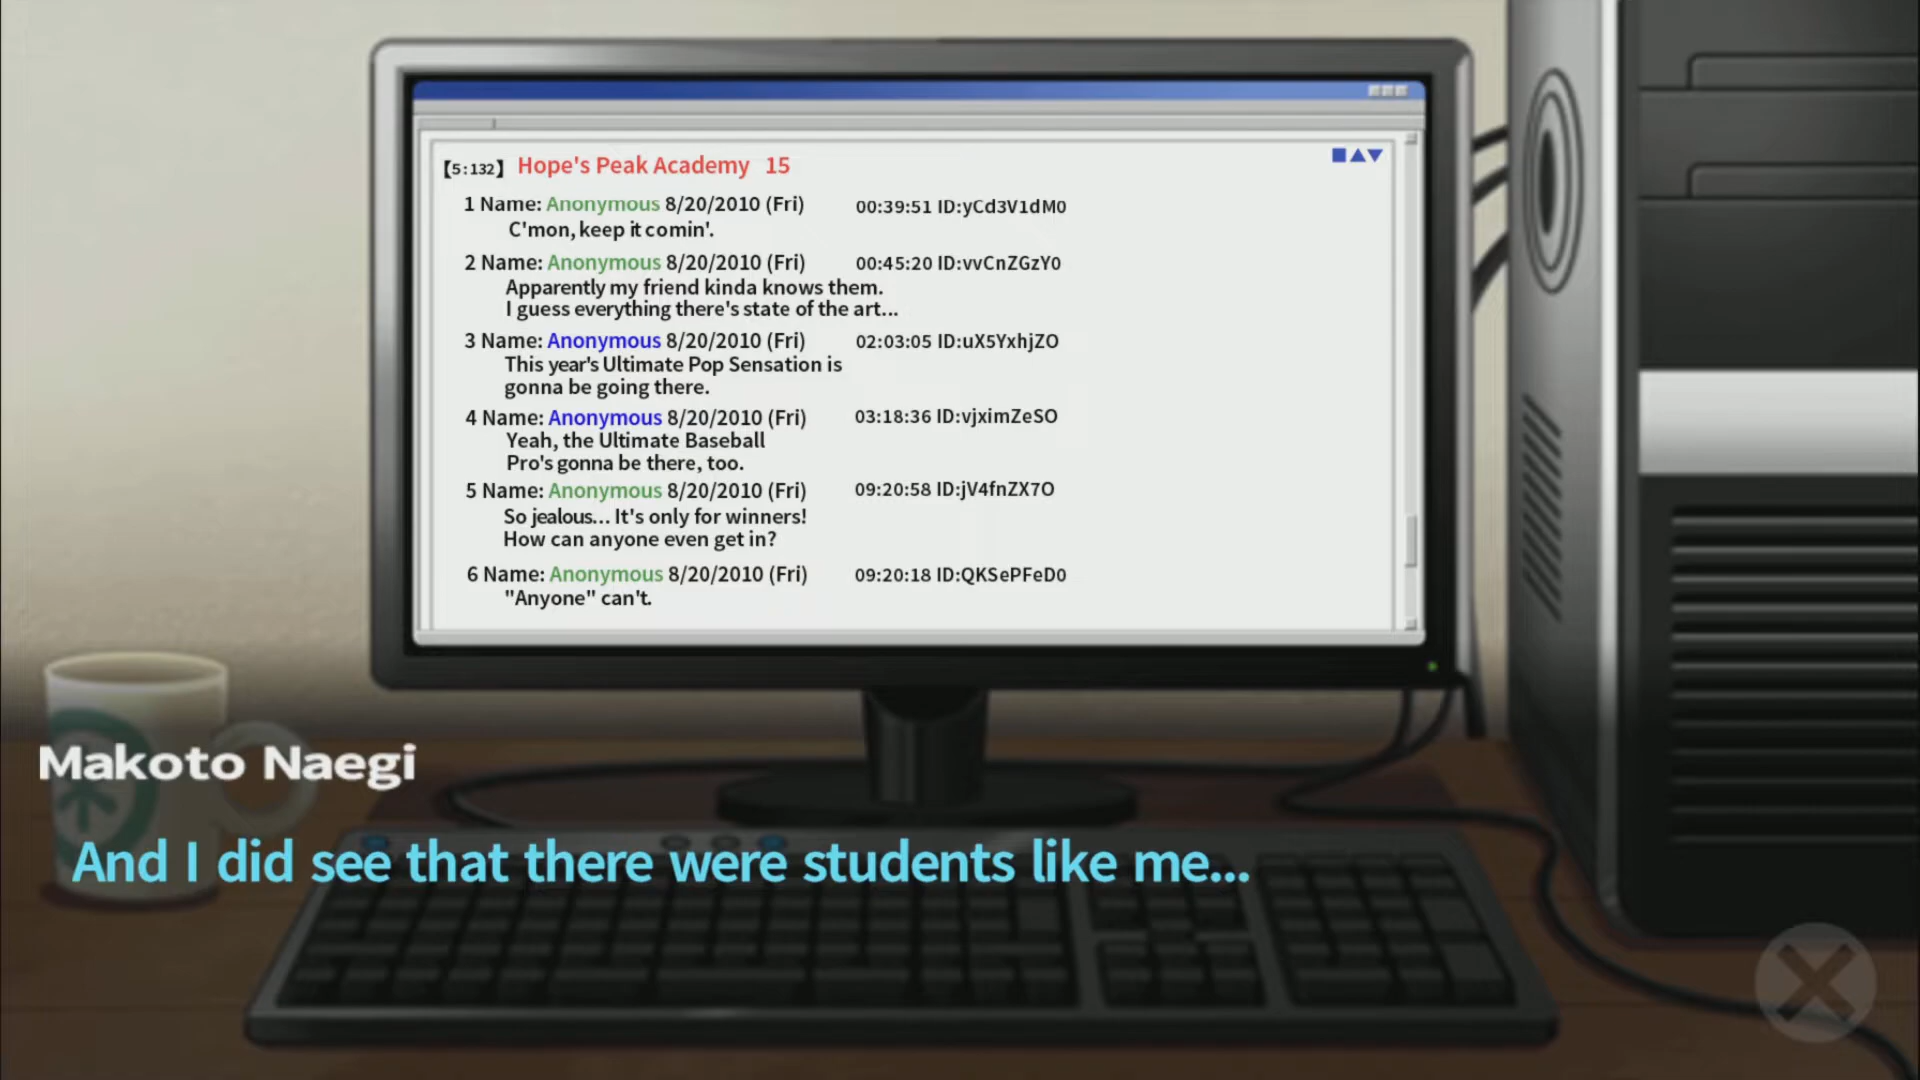 【5:132】 Hope's Peak Academy 15
1 Name: Anonymous 8/20/2010 (Fri) 00:39:51 ID:yCd3V1dM0
C'mon, keep it comin'.
2 Name: Anonymous 8/20/2010 (Fri) 00:45:20 ID:vvCnZGzY0
Apparently my friend kinda knows them.
I guess everything there's state of the art...
3 Name: Anonymous 8/20/2010 (Fri) 02:03:05 ID:uX5YxhjZO
This year's Ultimate Pop Sensation is
gonna be going there.
4 Name: Anonymous 8/20/2010 (Fri) 03:18:36 ID:vjximZeSO
Yeah, the Ultimate Baseball
Pro's gonna be there, too.
5 Name: Anonymous 8/20/2010 (Fri) 09:20:58 ID:jV4fnZX7O
So jealous... It's only for winners!
How can anyone even get in?
6 Name: Anonymous 8/20/2010 (Fri) 09:20:18 ID:QKSePFeD0
"Anyone" can't.
Makoto Naegi
And I did see that there were students like me...